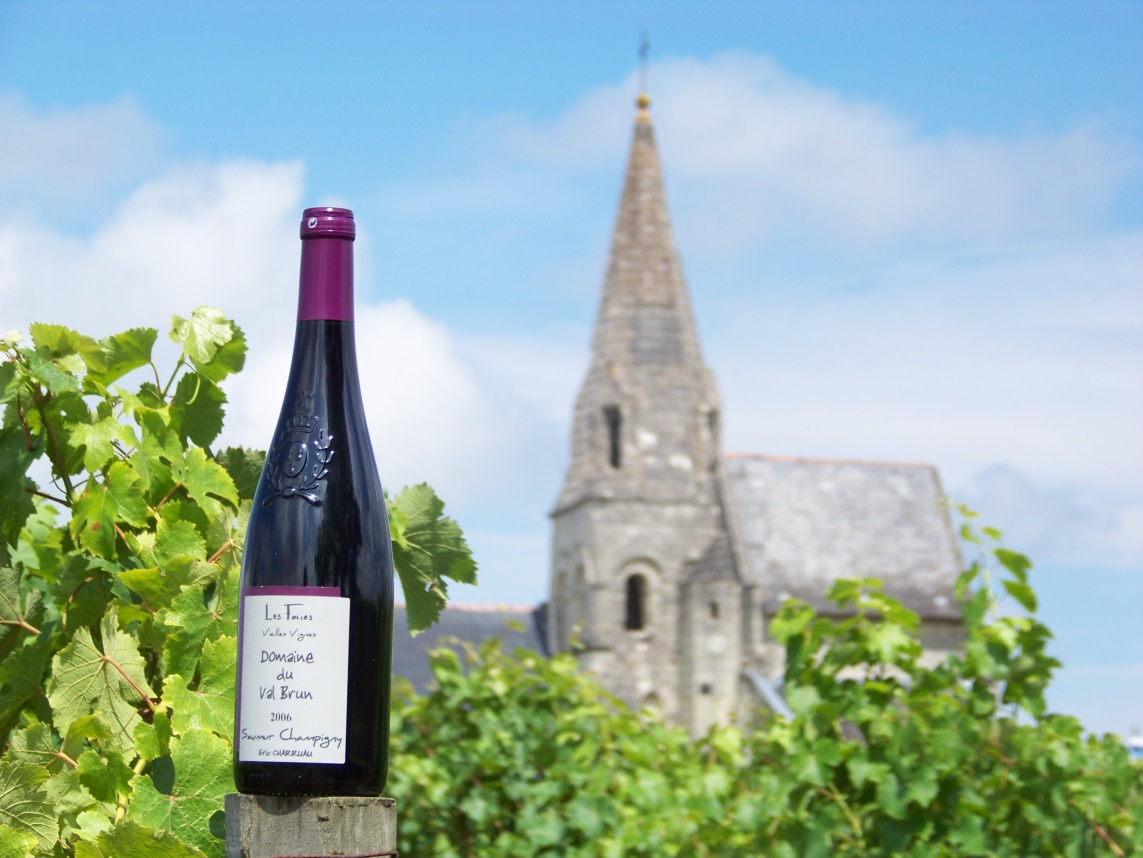 Les Folies
Vieilles Vignes
Domaine
du
Val Brun
2006
Saumur Champigny
Eric CHARRUAU